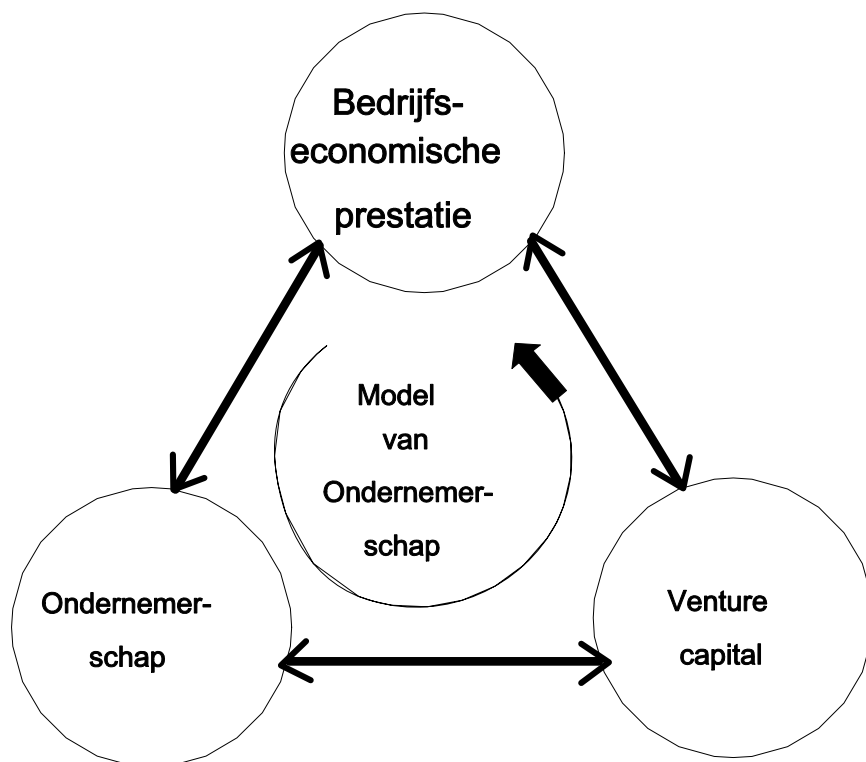 Bedrijfs-
economische
prestatie
Model
van
Ondernemer-
schap
Ondernemer-
schap
Venture
capital